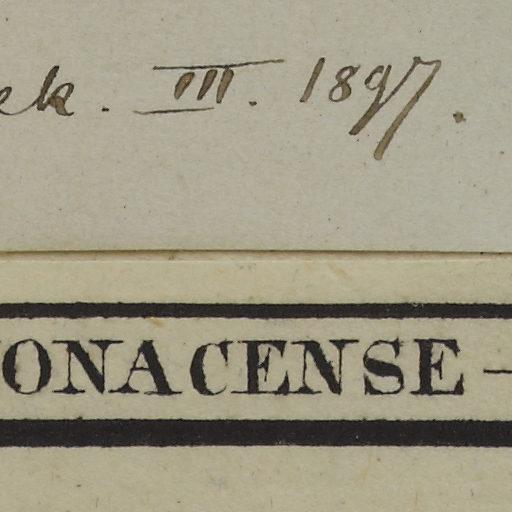 ek. III. 1897.
ONACENSE —